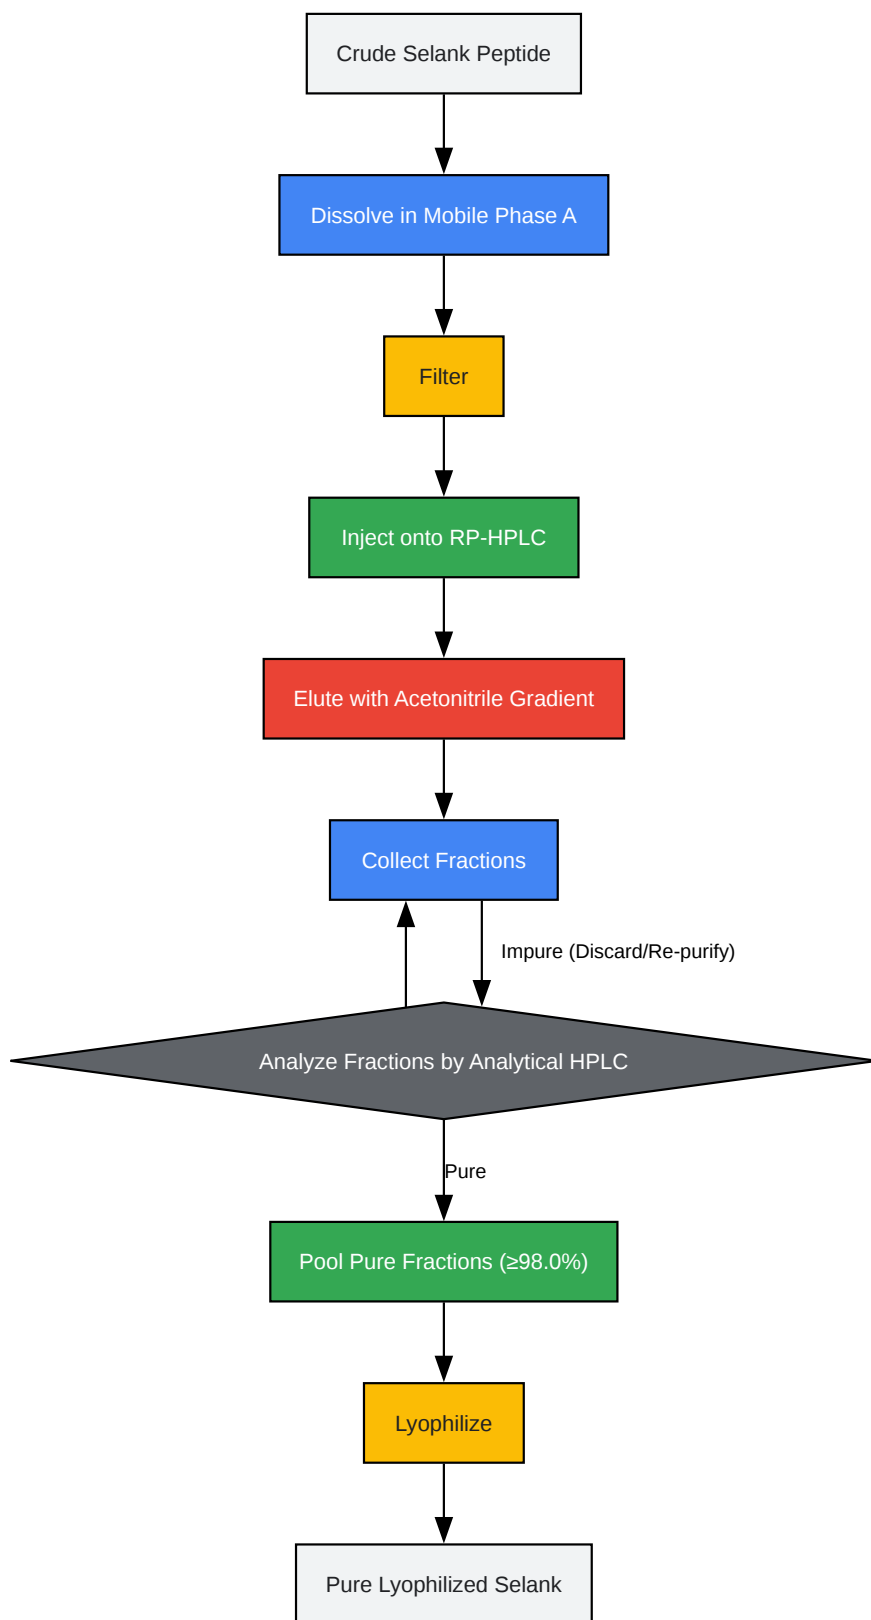 Crude Selank Peptide
Dissolve in Mobile Phase A
Filter
Inject onto RP-HPLC
Elute with Acetonitrile Gradient
Collect Fractions
Impure (Discard/Re-purify)
Analyze Fractions by Analytical HPLC
Pure
Pool Pure Fractions (≥98.0%)
Lyophilize
Pure Lyophilized Selank